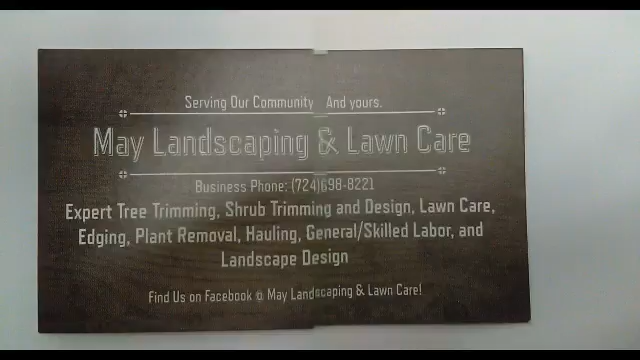 Serving Our Community And yours.
May Landscaping & Lawn Care
Business Phone: (724)698-8221
Expert Tree Trimming, Shrub Trimming and Design, Lawn Care,
Edging, Plant Removal, Hauling, General/Skilled Labor, and
Landscape Design
Find Us on Facebook @ May Landscaping & Lawn Care!